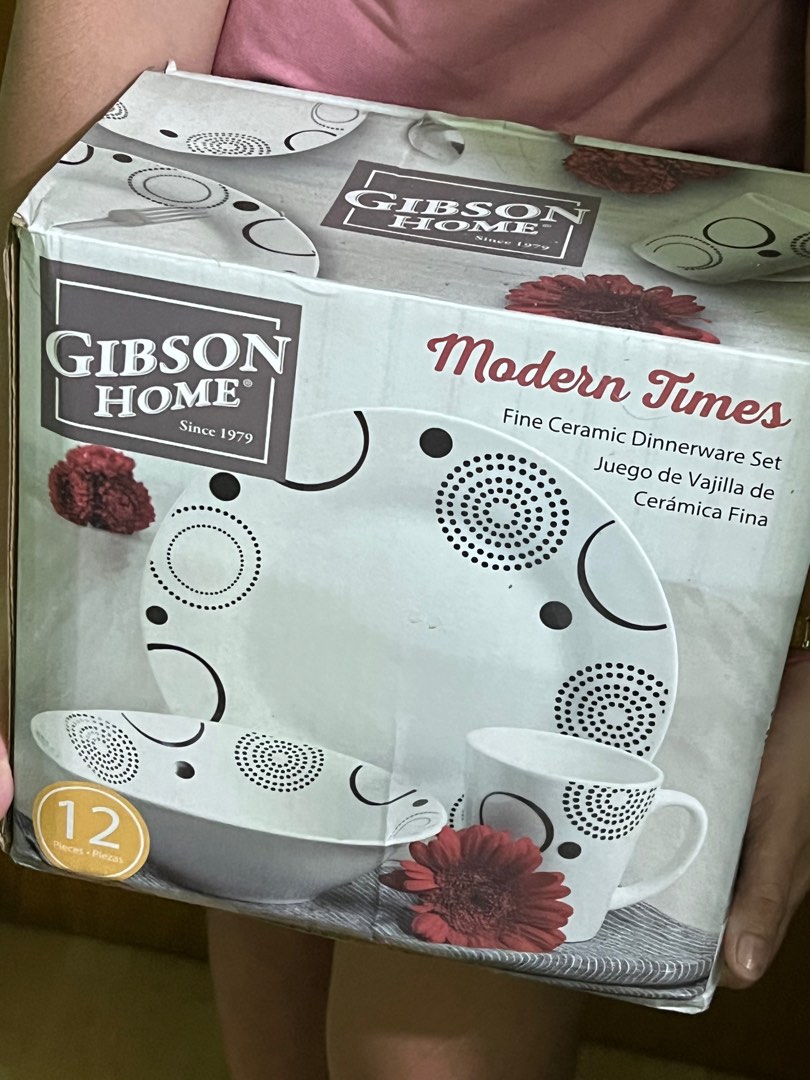 GIBSON
HOME
Since 1979
GIBSON
HOME®
Since 1979
Modern Times
Fine Ceramic Dinnerware Set
Juego de Vajilla de
Cerámica Fina
12
Pieces • Piezas